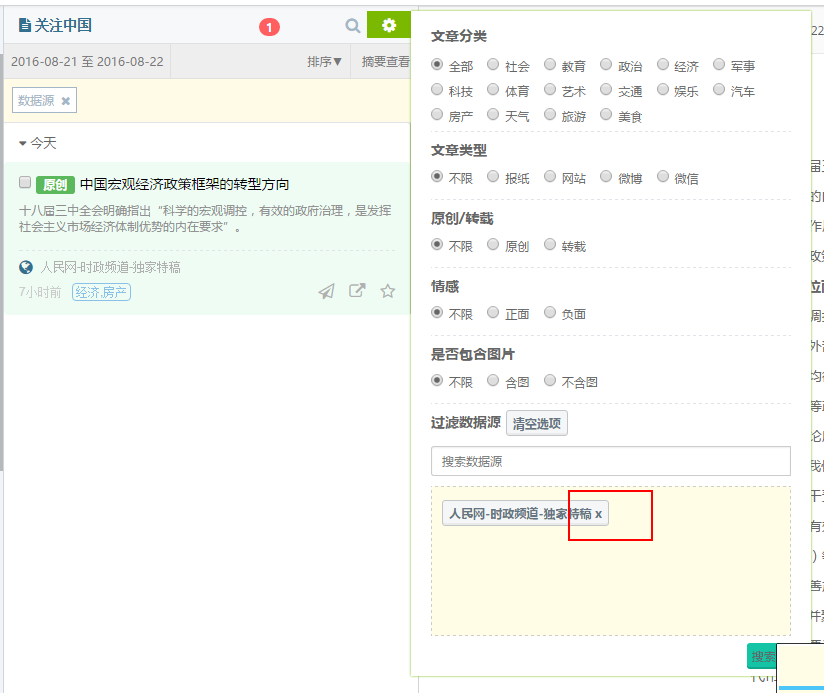 关注中国
1
2016-08-21 至 2016-08-22
排序▼
摘要查看
数据源 ×
今天
原创 中国宏观经济政策框架的转型方向
十八届三中全会明确指出“科学的宏观调控，有效的政府治理，是发挥
社会主义市场经济体制优势的内在要求”。
人民网-时政频道-独家特稿
7小时前 经济,房产
文章分类
全部 社会 教育 政治 经济 军事
科技 体育 艺术 交通 娱乐 汽车
房产 天气 旅游 美食
文章类型
不限 报纸 网站 微博 微信
原创/转载
不限 原创 转载
情感
不限 正面 负面
是否包含图片
不限 含图 不含图
过滤数据源 清空选项
搜索数据源
人民网-时政频道-独家特稿 x
搜索
22